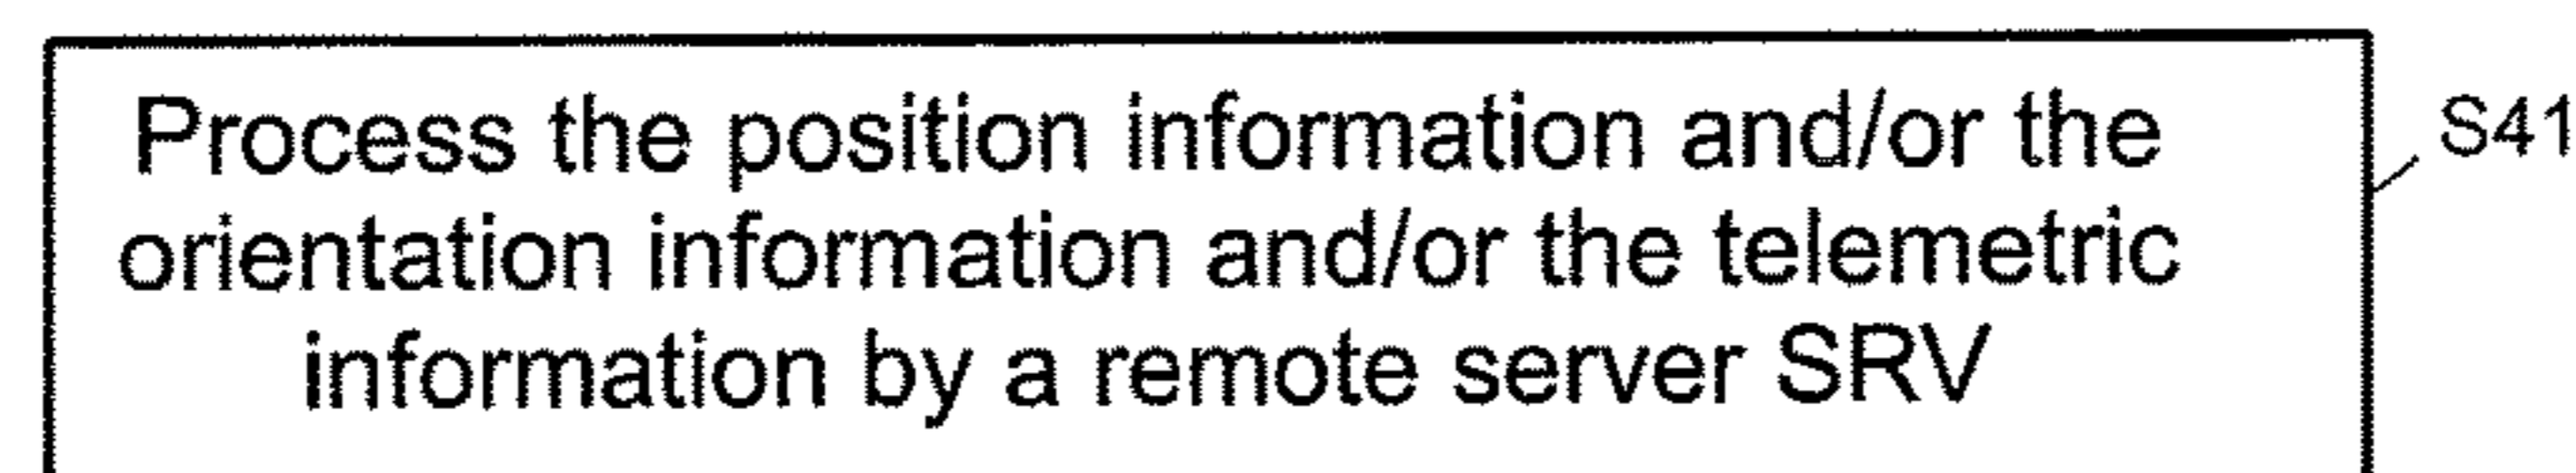 Process the position information and/or the
orientation information and/or the telemetric
information by a remote server SRV
S41